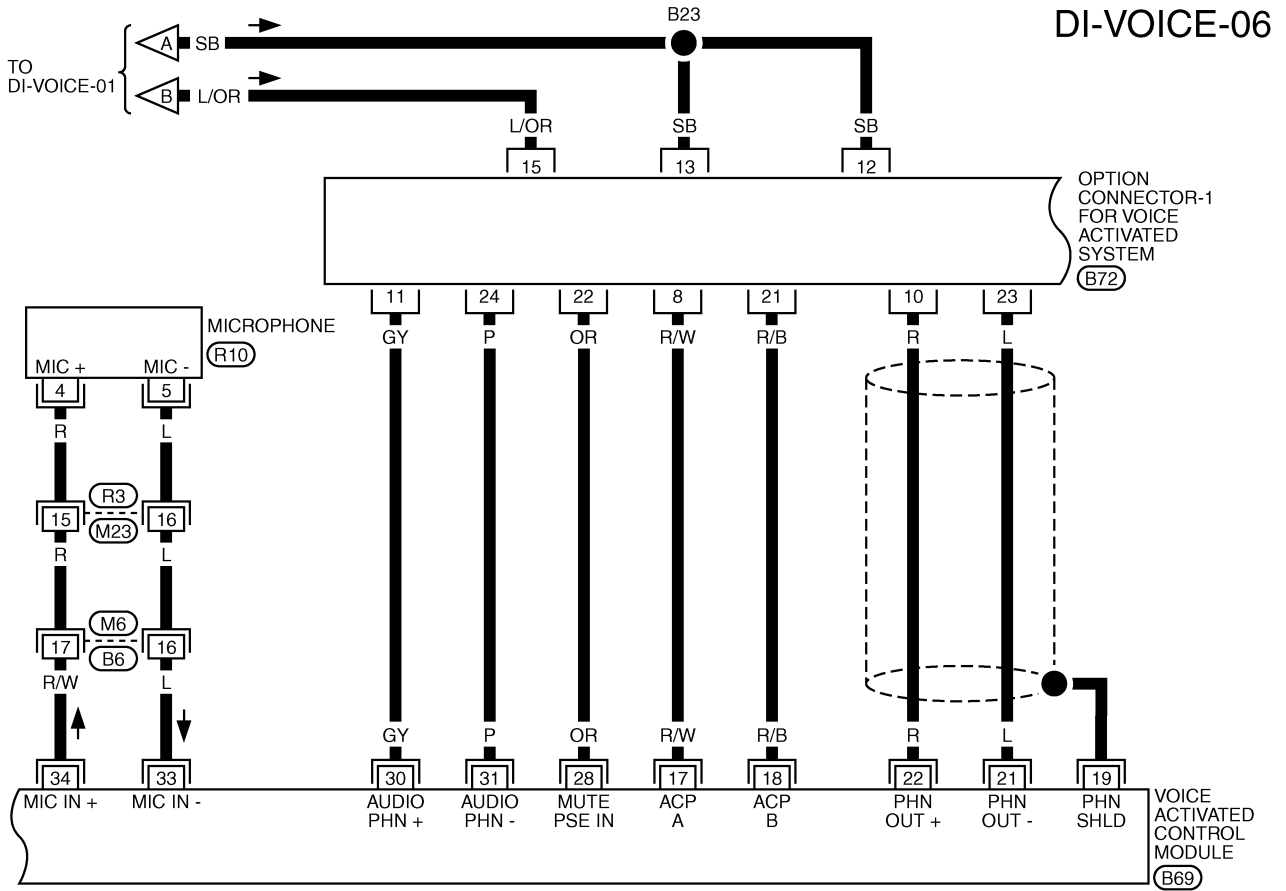 DI-VOICE-06
B23
A SB
TO
DI-VOICE-01
B L/OR
L/OR SB SB
15 13 12
OPTION
CONNECTOR-1
FOR VOICE
ACTIVATED
SYSTEM
B72
11 24 22 8 21 10 23
GY P OR R/W R/B R L
MICROPHONE
R10
MIC + MIC -
4 5
R L
R3
15 16
M23
R L
M6
17 16
B6
R/W L
GY P OR R/W R/B R L
34 33 30 31 28 17 18 22 21 19
MIC IN + MIC IN - AUDIO AUDIO MUTE ACP ACP PHN PHN PHN
PHN + PHN - PSE IN A B OUT + OUT - SHLD
VOICE
ACTIVATED
CONTROL
MODULE
B69